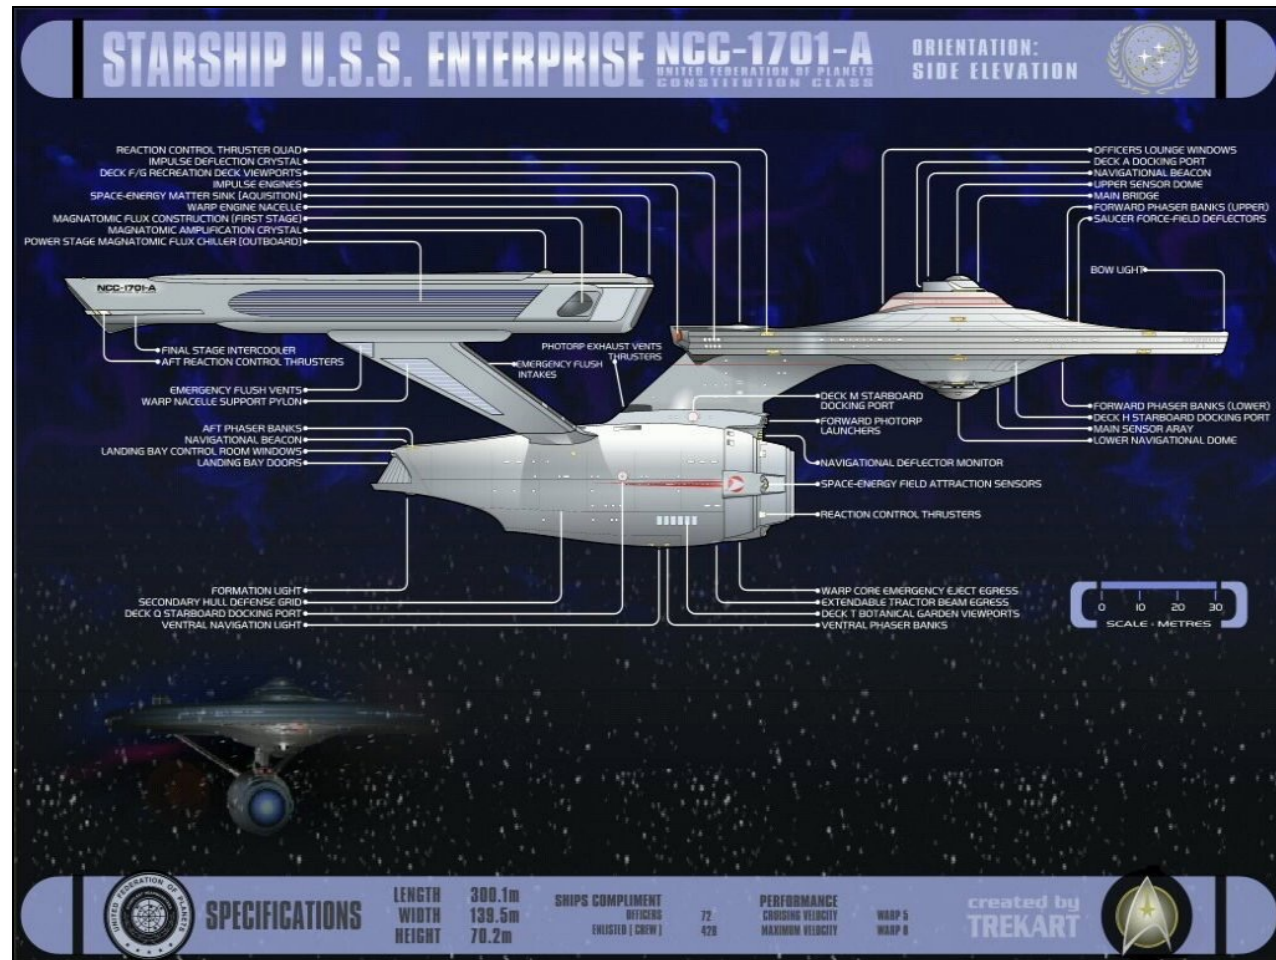 STARSHIP U.S.S. ENTERPRISE NCC-1701-A
UNITED FEDERATION OF PLANETS
CONSTITUTION CLASS
ORIENTATION:
SIDE ELEVATION
REACTION CONTROL THRUSTER QUAD
IMPULSE DEFLECTION CRYSTAL
DECK F/G RECREATION DECK VIEWPORTS
IMPULSE ENGINES
SPACE-ENERGY MATTER SINK [AQUISITION]
WARP ENGINE NACELLE
MAGNATOMIC FLUX CONSTRUCTION (FIRST STAGE)
MAGNATOMIC AMPLIFICATION CRYSTAL
POWER STAGE MAGNATOMIC FLUX CHILLER [OUTBOARD]
OFFICERS LOUNGE WINDOWS
DECK A DOCKING PORT
NAVIGATIONAL BEACON
UPPER SENSOR DOME
MAIN BRIDGE
FORWARD PHASER BANKS (UPPER)
SAUCER FORCE-FIELD DEFLECTORS
BOW LIGHT
NCC-1701-A
FINAL STAGE INTERCOOLER
AFT REACTION CONTROL THRUSTERS
PHOTORP EXHAUST VENTS
THRUSTERS
EMERGENCY FLUSH
INTAKES
EMERGENCY FLUSH VENTS
WARP NACELLE SUPPORT PYLON
DECK M STARBOARD
DOCKING PORT
FORWARD PHOTORP
LAUNCHERS
FORWARD PHASER BANKS (LOWER)
DECK H STARBOARD DOCKING PORT
MAIN SENSOR ARAY
LOWER NAVIGATIONAL DOME
AFT PHASER BANKS
NAVIGATIONAL BEACON
LANDING BAY CONTROL ROOM WINDOWS
LANDING BAY DOORS
NAVIGATIONAL DEFLECTOR MONITOR
SPACE-ENERGY FIELD ATTRACTION SENSORS
REACTION CONTROL THRUSTERS
FORMATION LIGHT
SECONDARY HULL DEFENSE GRID
DECK Q STARBOARD DOCKING PORT
VENTRAL NAVIGATION LIGHT
WARP CORE EMERGENCY EJECT EGRESS
EXTENDABLE TRACTOR BEAM EGRESS
DECK T BOTANICAL GARDEN VIEWPORTS
VENTRAL PHASER BANKS
0 10 20 30
SCALE - METRES
UNITED FEDERATION OF PLANETS
SPECIFICATIONS
LENGTH 300.1m
WIDTH 139.5m
HEIGHT 70.2m
SHIPS COMPLIMENT
OFFICERS 72
ENLISTED [ CREW ] 428
PERFORMANCE
CRUISING VELOCITY WARP 5
MAXIMUM VELOCITY WARP 8
created by
TREKART